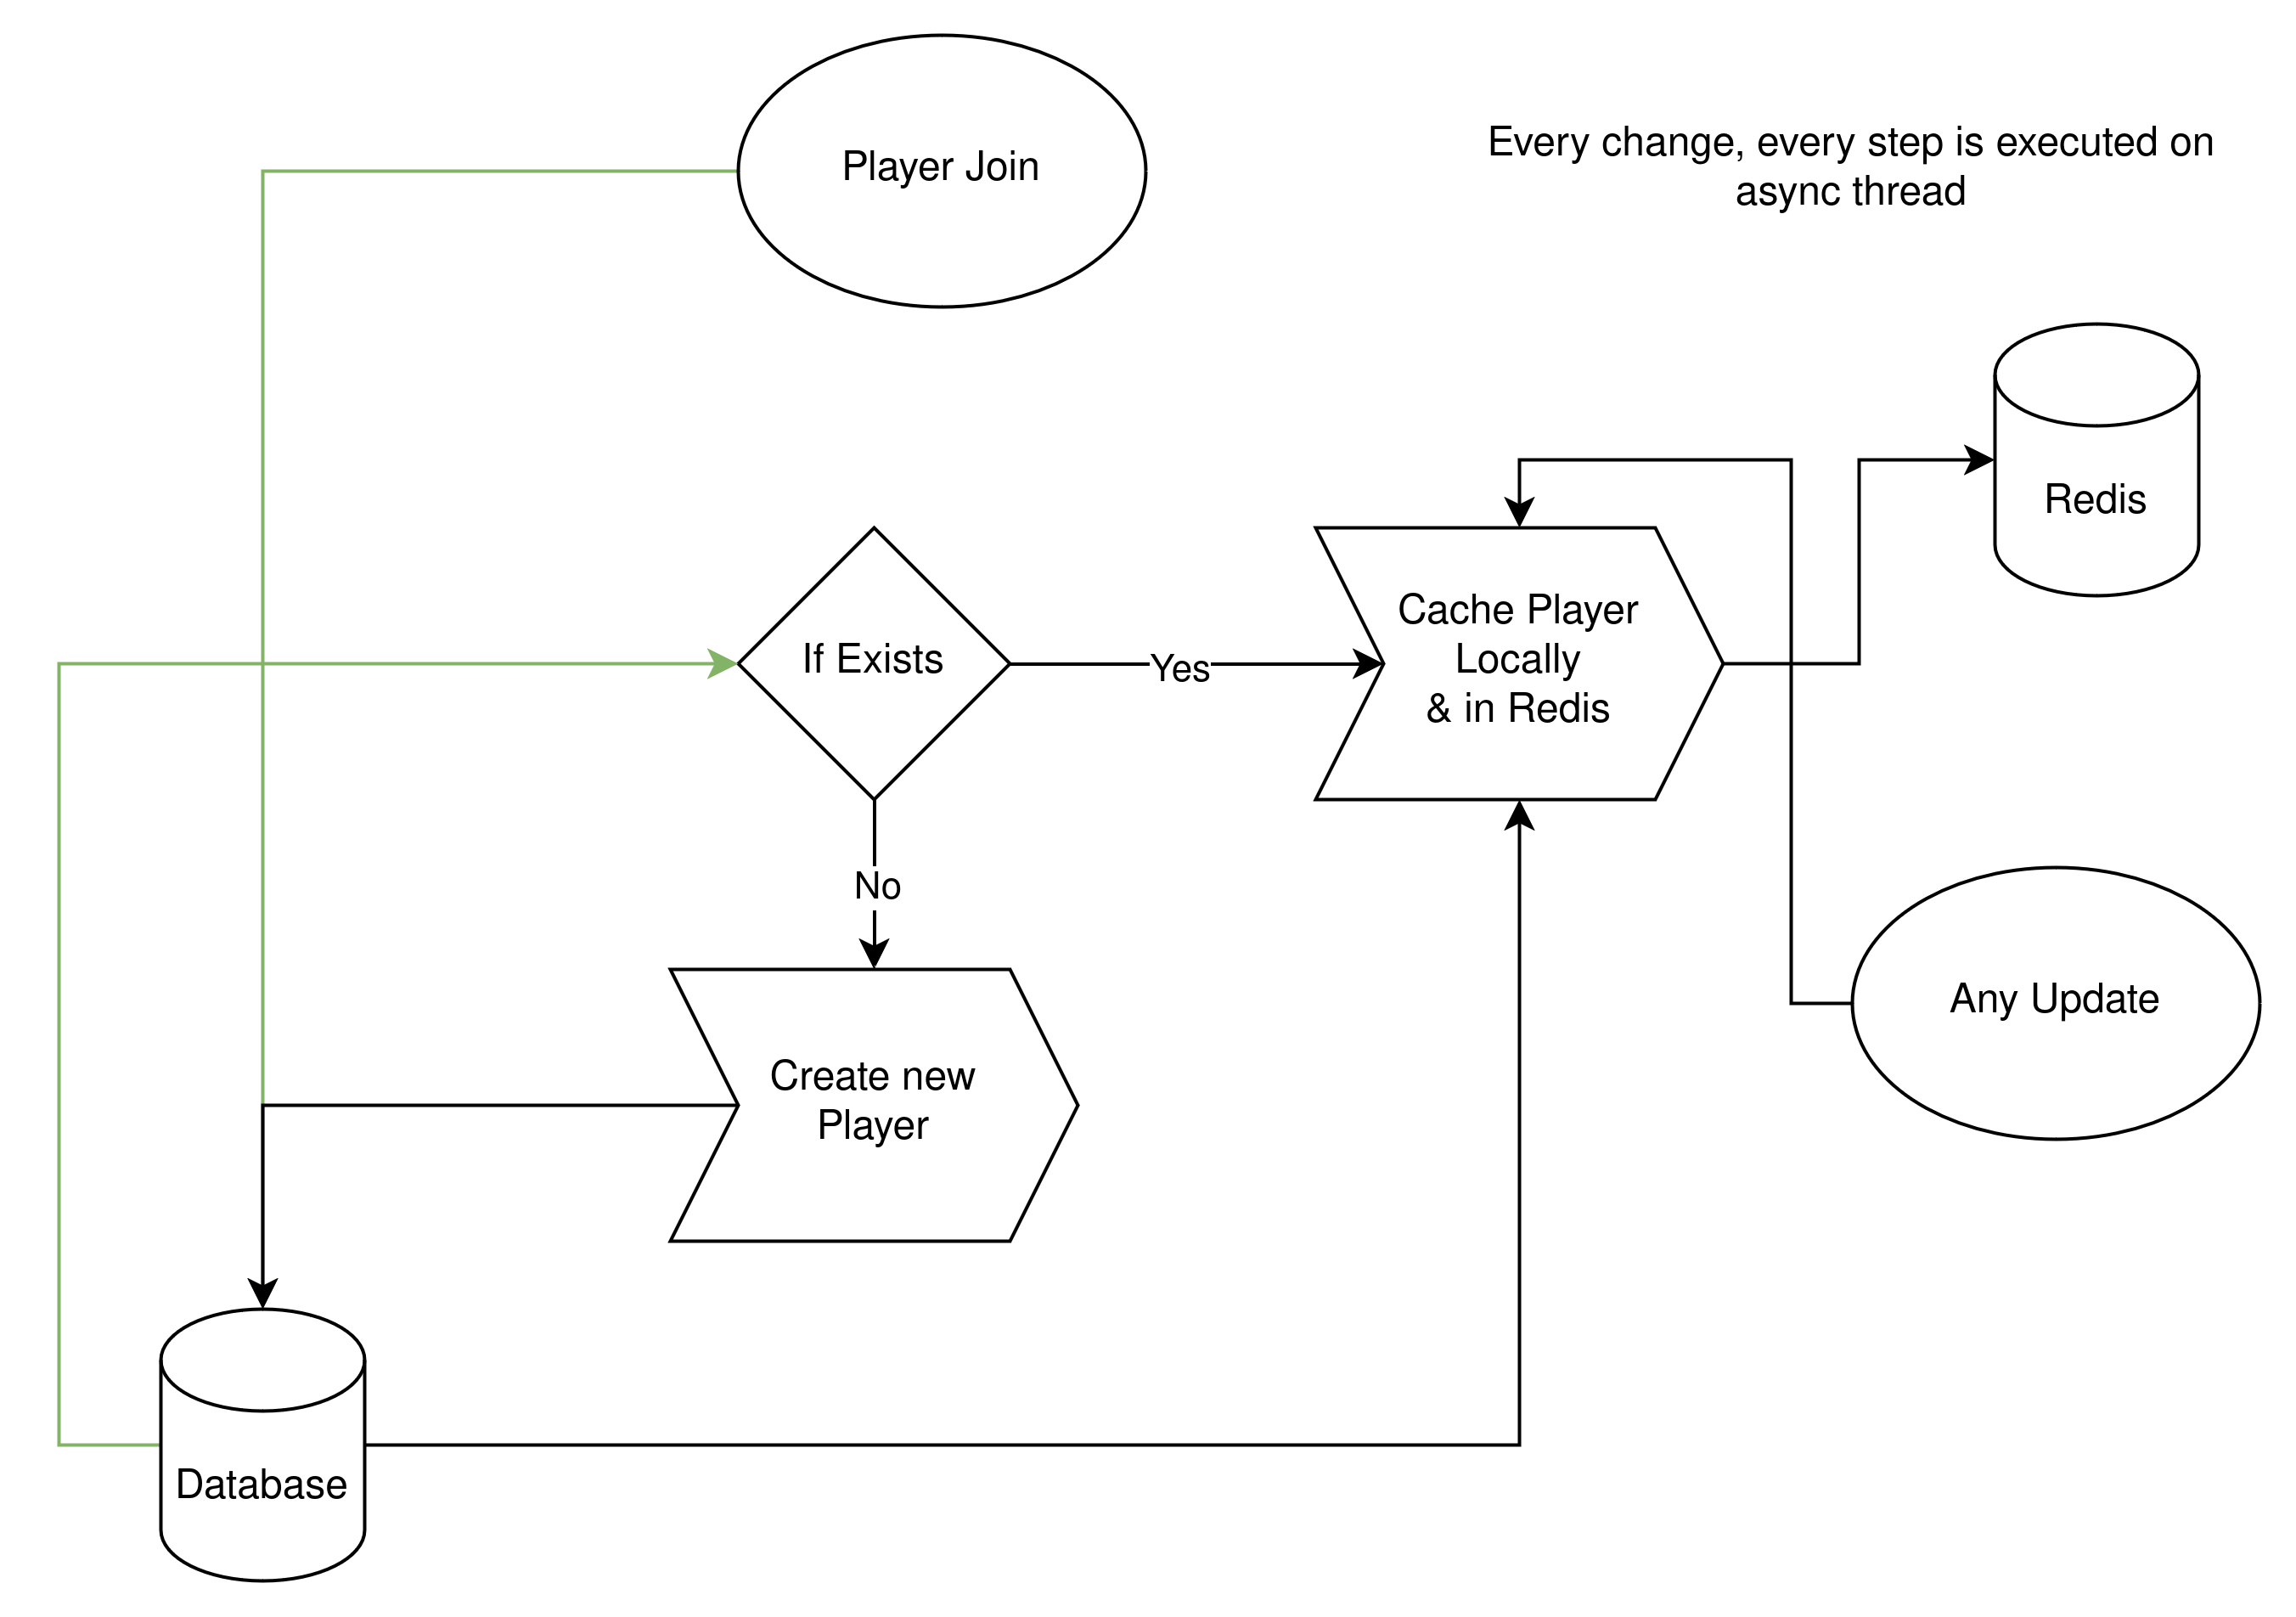 Player Join
Every change, every step is executed on
async thread
Redis
If Exists
Yes
Cache Player
Locally
& in Redis
No
Any Update
Create new
Player
Database